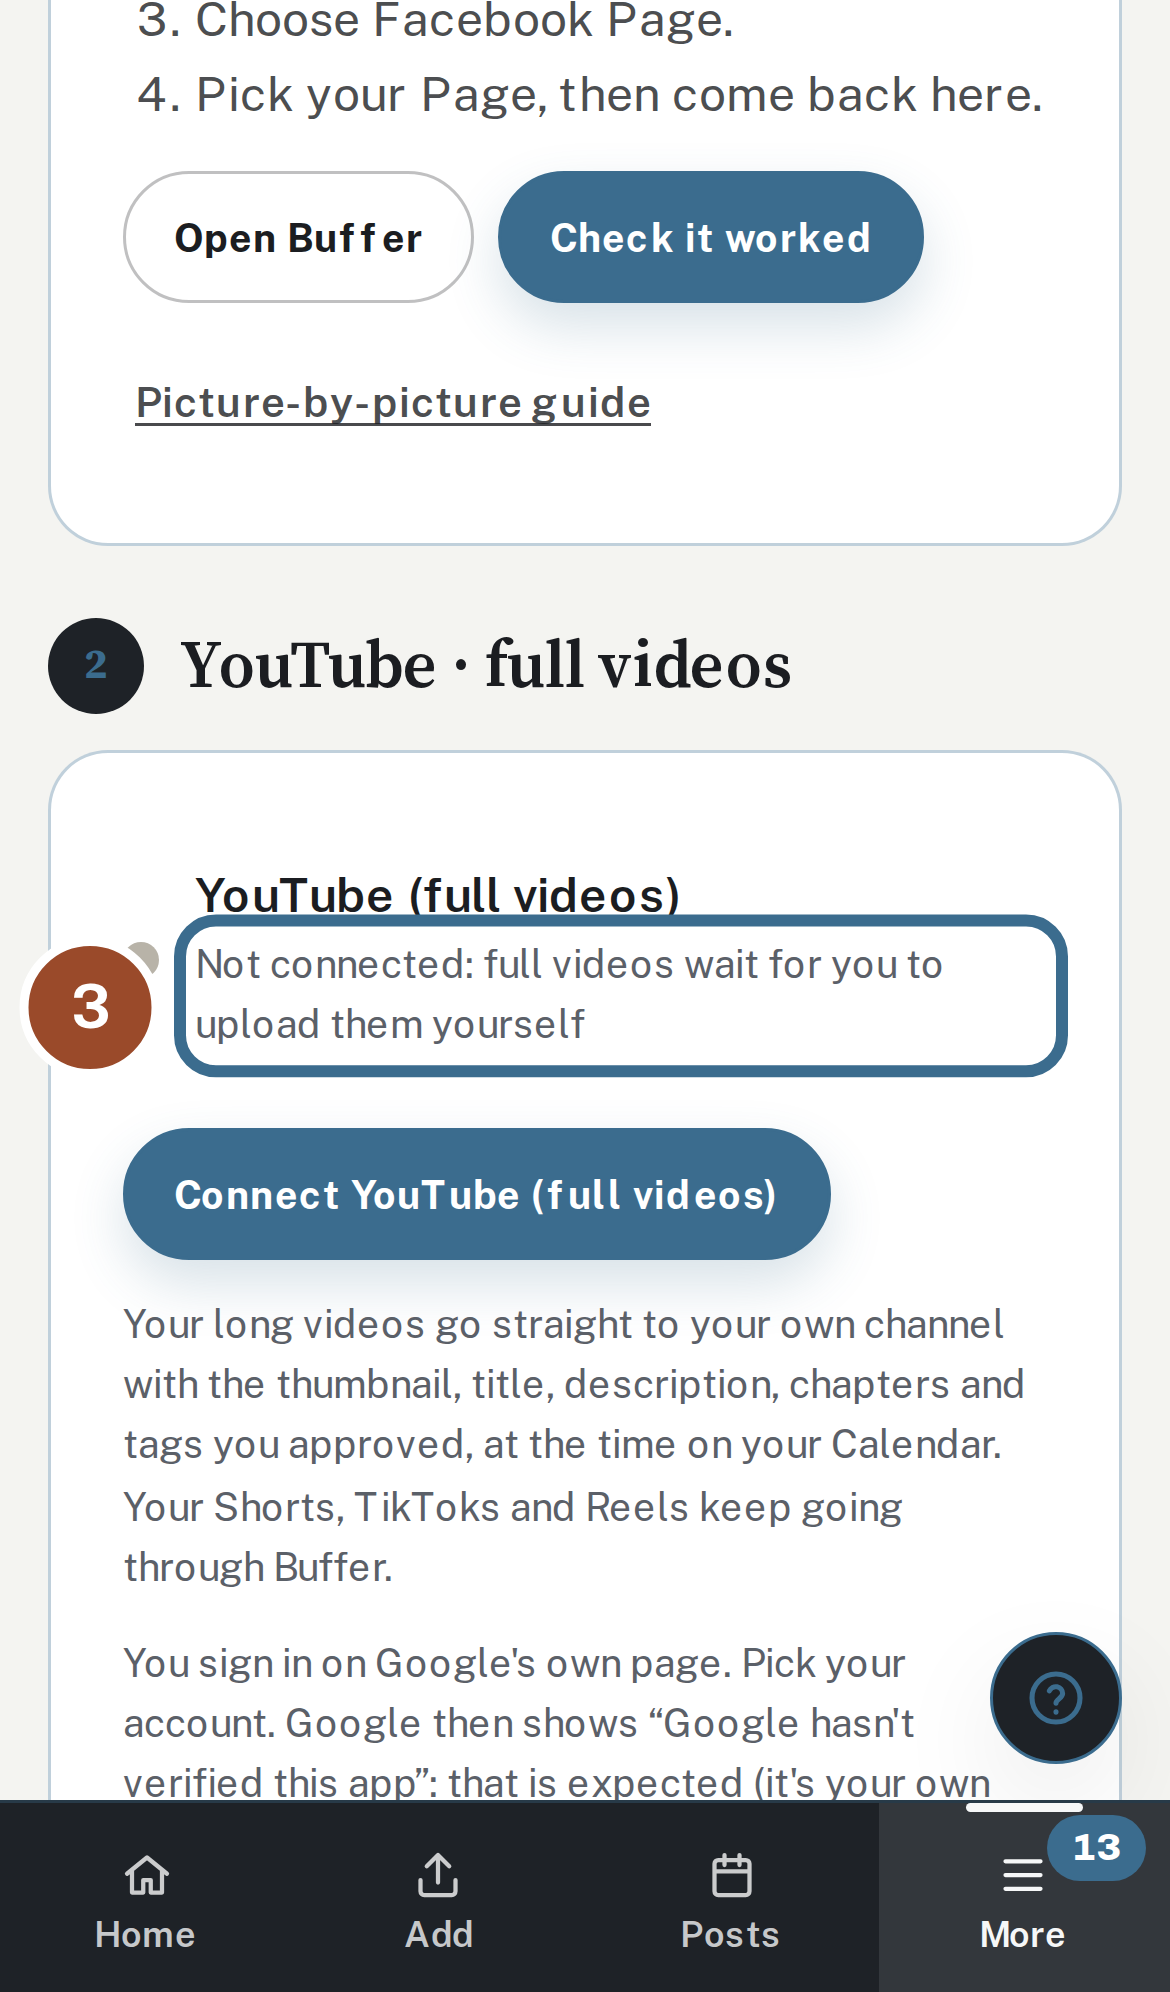 3. Choose Facebook Page.
4. Pick your Page, then come back here.
Open Buffer
Check it worked
Picture-by-picture guide
2
YouTube · full videos
YouTube (full videos)
3
Not connected: full videos wait for you to
upload them yourself
Connect YouTube (full videos)
Your long videos go straight to your own channel
with the thumbnail, title, description, chapters and
tags you approved, at the time on your Calendar.
Your Shorts, TikToks and Reels keep going
through Buffer.
You sign in on Google's own page. Pick your
account. Google then shows “Google hasn't
verified this app”: that is expected (it's your own
?
13
Home
Add
Posts
More